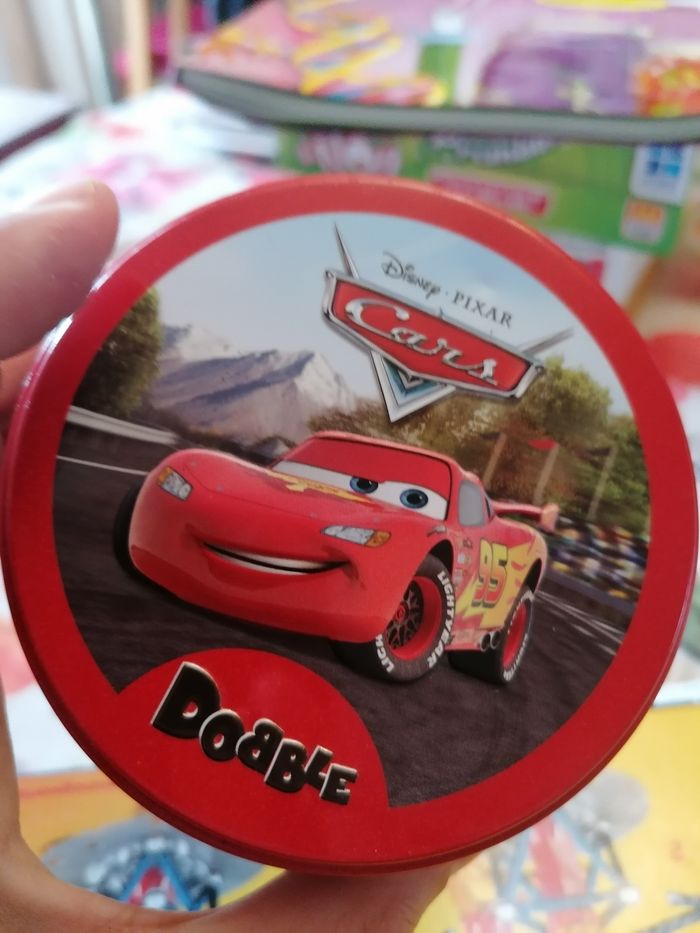 Disney · PIXAR
Cars
95
LIGHTYEAR
DOBBLE